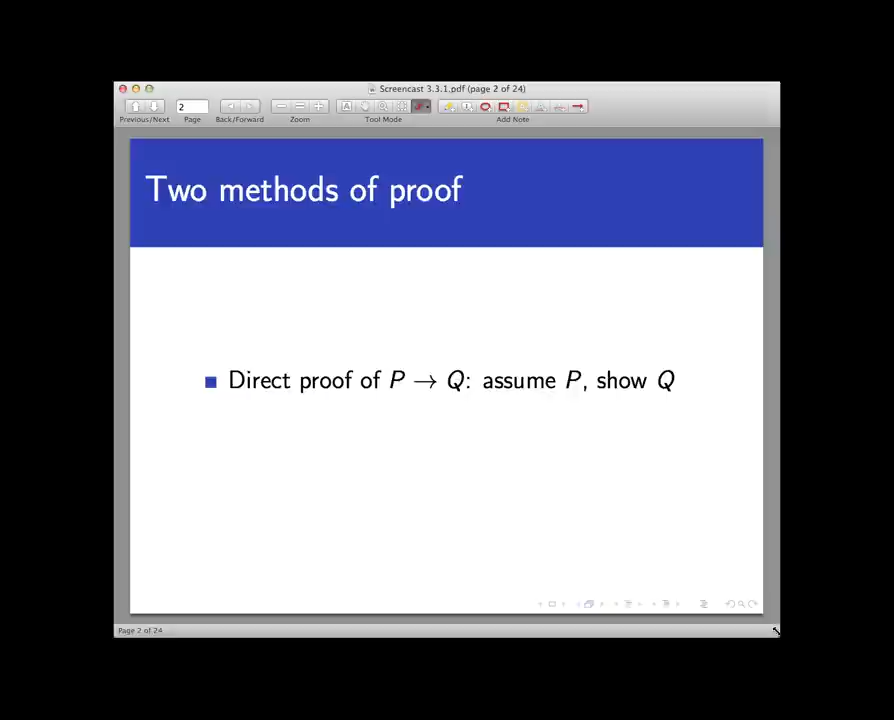 Screencast 3.3.1.pdf (page 2 of 24)
2
Previous/Next Page Back/Forward Zoom Tool Mode Add Note
Two methods of proof
Direct proof of P → Q: assume P, show Q
Page 2 of 24